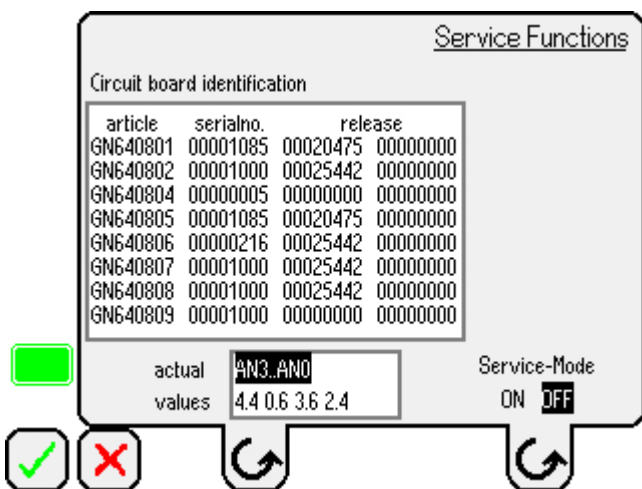 Service Functions
Circuit board identification
article serialno. release
GN640801 00001085 00020475 00000000
GN640802 00001000 00025442 00000000
GN640804 00000005 00000000 00000000
GN640805 00001085 00020475 00000000
GN640806 00000216 00025442 00000000
GN640807 00001000 00025442 00000000
GN640808 00001000 00025442 00000000
GN640809 00001000 00000000 00000000
actual AN3..AN0 Service-Mode
values 4.4 0.6 3.6 2.4 ON OFF